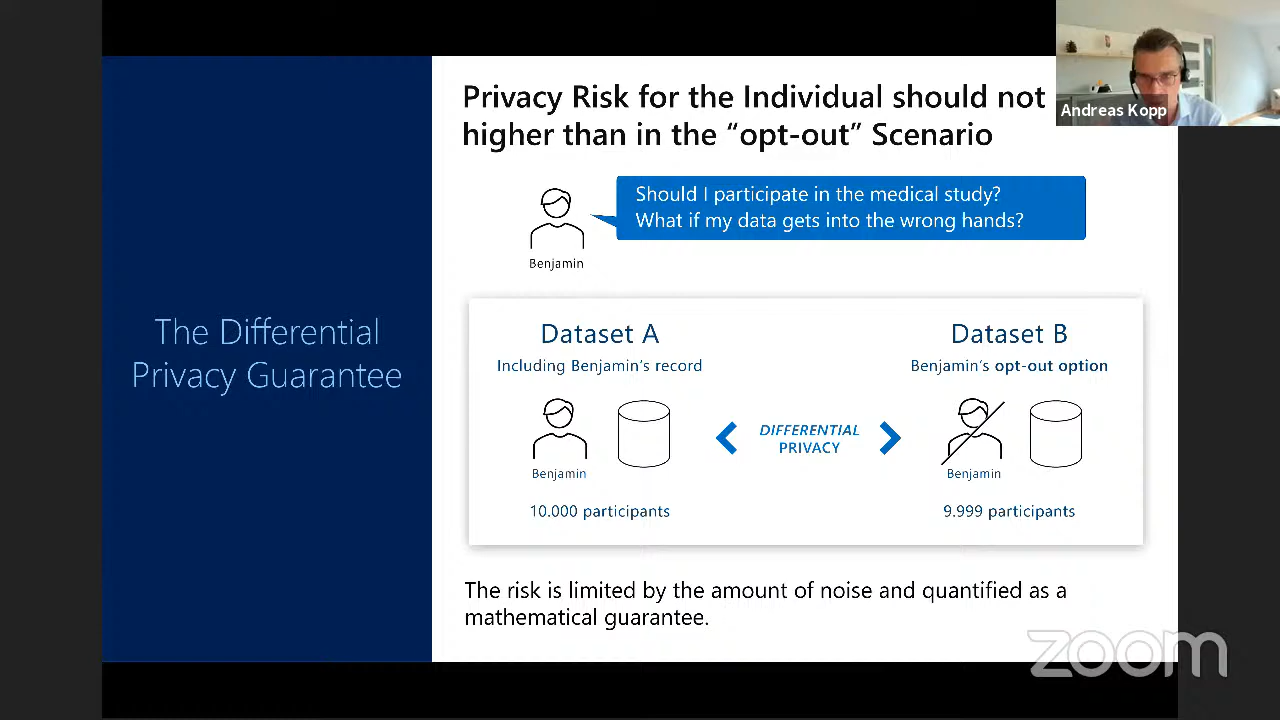 Privacy Risk for the Individual should not
higher than in the “opt-out” Scenario
Andreas Kopp
Should I participate in the medical study?
What if my data gets into the wrong hands?
Benjamin
The Differential
Privacy Guarantee
Dataset A
Including Benjamin's record
Benjamin
10.000 participants
DIFFERENTIAL
PRIVACY
Dataset B
Benjamin's opt-out option
Benjamin
9.999 participants
The risk is limited by the amount of noise and quantified as a
mathematical guarantee.
zoom